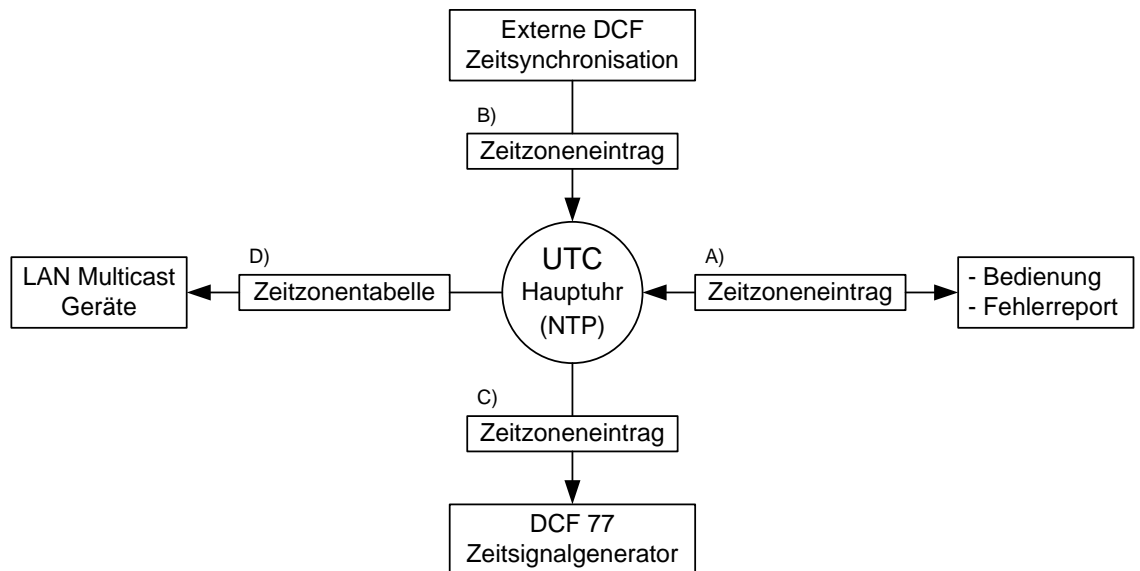 Externe DCF
Zeitsynchronisation
B)
Zeitzoneneintrag
LAN Multicast
Geräte
D)
Zeitzonentabelle
UTC
Hauptuhr
(NTP)
A)
Zeitzoneneintrag
- Bedienung
- Fehlerreport
C)
Zeitzoneneintrag
DCF 77
Zeitsignalgenerator